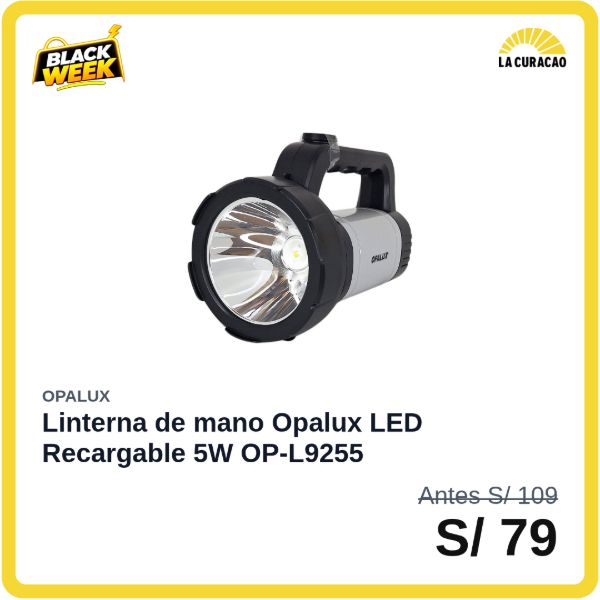 BLACK
WEEK
LA CURACAO
OPALUX
OPALUX
Linterna de mano Opalux LED
Recargable 5W OP-L9255
Antes S/ 109
S/ 79